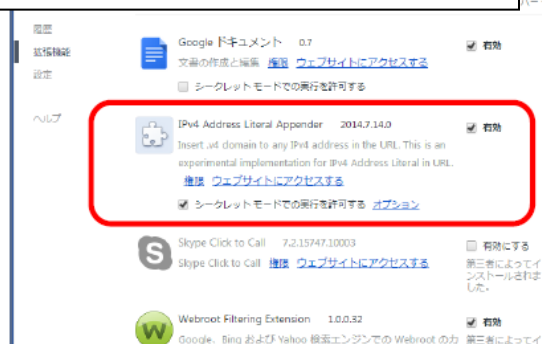 履歴
拡張機能
設定
ヘルプ
Google ドキュメント 0.7
有効
文書の作成と編集 権限 ウェブサイトにアクセスする
シークレット モードでの実行を許可する
IPv4 Address Literal Appender 2014.7.14.0
有効
Insert .v4 domain to any IPv4 address in the URL. This is an
experimental implementation for IPv4 Address Literal in URL.
権限 ウェブサイトにアクセスする
シークレット モードでの実行を許可する オプション
Skype Click to Call 7.2.15747.10003
有効にする
Skype Click to Call 権限 ウェブサイトにアクセスする
第三者によってイ
ンストールされま
した。
Webroot Filtering Extension 1.0.0.32
有効
Google、Bing および Yahoo 検索エンジンでの Webroot のカ
第三者によってイ